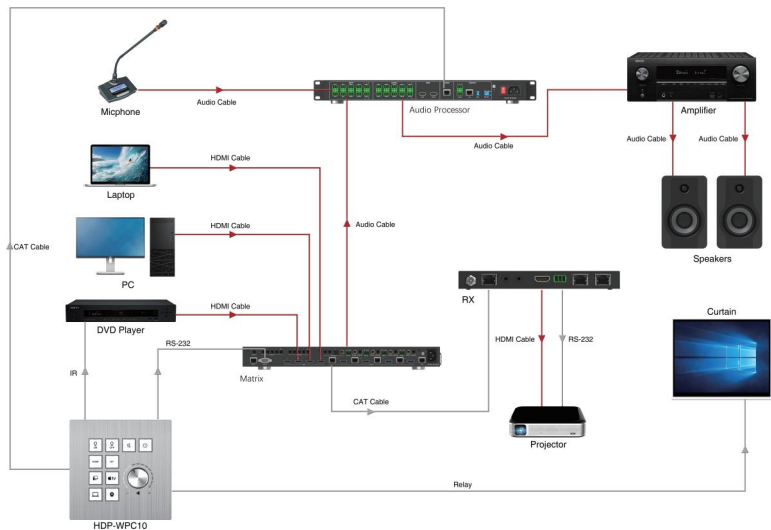 Micphone
Audio Cable
Audio Processor
Amplifier
Audio Cable
Audio Cable
Audio Cable
HDMI Cable
Laptop
HDMI Cable
Audio Cable
CAT Cable
PC
Speakers
RX
HDMI Cable
DVD Player
Curtain
RS-232
HDMI Cable
RS-232
IR
Matrix
CAT Cable
Projector
Relay
HDP-WPC10